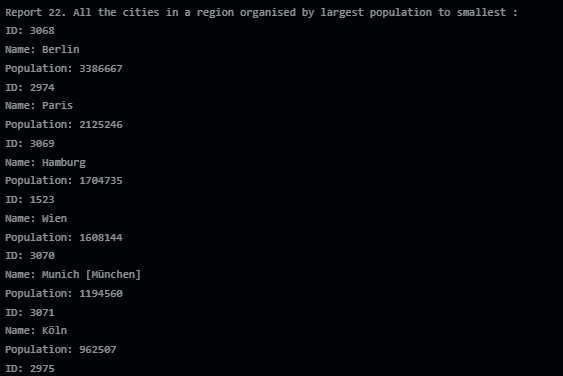 Report 22. All the cities in a region organised by largest population to smallest :
ID: 3068
Name: Berlin
Population: 3386667
ID: 2974
Name: Paris
Population: 2125246
ID: 3069
Name: Hamburg
Population: 1704735
ID: 1523
Name: Wien
Population: 1608144
ID: 3070
Name: Munich [München]
Population: 1194560
ID: 3071
Name: Köln
Population: 962507
ID: 2975